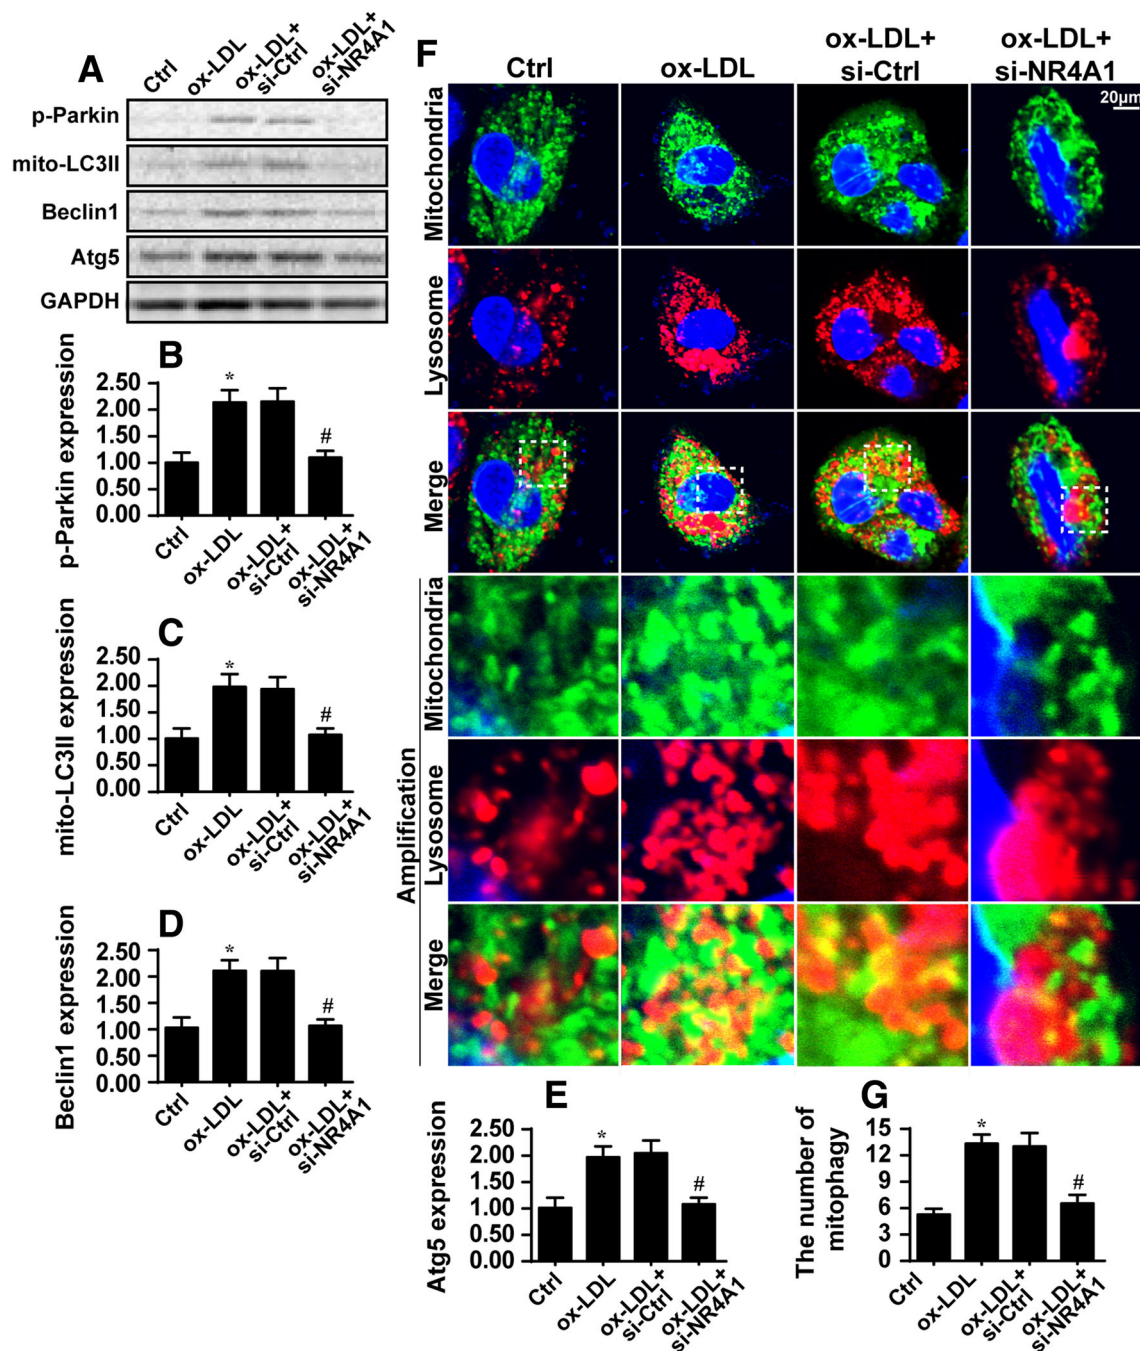 A
Ctrl
ox-LDL
ox-LDL+
si-Ctrl
ox-LDL+
si-NR4A1
p-Parkin
mito-LC3II
Beclin1
Atg5
GAPDH
B
p-Parkin expression
2.50
2.00
1.50
1.00
0.50
0.00
*
#
Ctrl
ox-LDL
ox-LDL+
si-Ctrl
ox-LDL+
si-NR4A1
C
mito-LC3II expression
2.50
2.00
1.50
1.00
0.50
0.00
*
#
Ctrl
ox-LDL
ox-LDL+
si-Ctrl
ox-LDL+
si-NR4A1
D
Beclin1 expression
2.50
2.00
1.50
1.00
0.50
0.00
*
#
Ctrl
ox-LDL
ox-LDL+
si-Ctrl
ox-LDL+
si-NR4A1
F
Ctrl
ox-LDL
ox-LDL+
si-Ctrl
ox-LDL+
si-NR4A1
20μm
Mitochondria
Lysosome
Merge
Amplification
Mitochondria
Lysosome
Merge
E
Atg5 expression
2.50
2.00
1.50
1.00
0.50
0.00
*
#
Ctrl
ox-LDL
ox-LDL+
si-Ctrl
ox-LDL+
si-NR4A1
G
The number of
mitophagy
15
12
9
6
3
0
*
#
Ctrl
ox-LDL
ox-LDL+
si-Ctrl
ox-LDL+
si-NR4A1